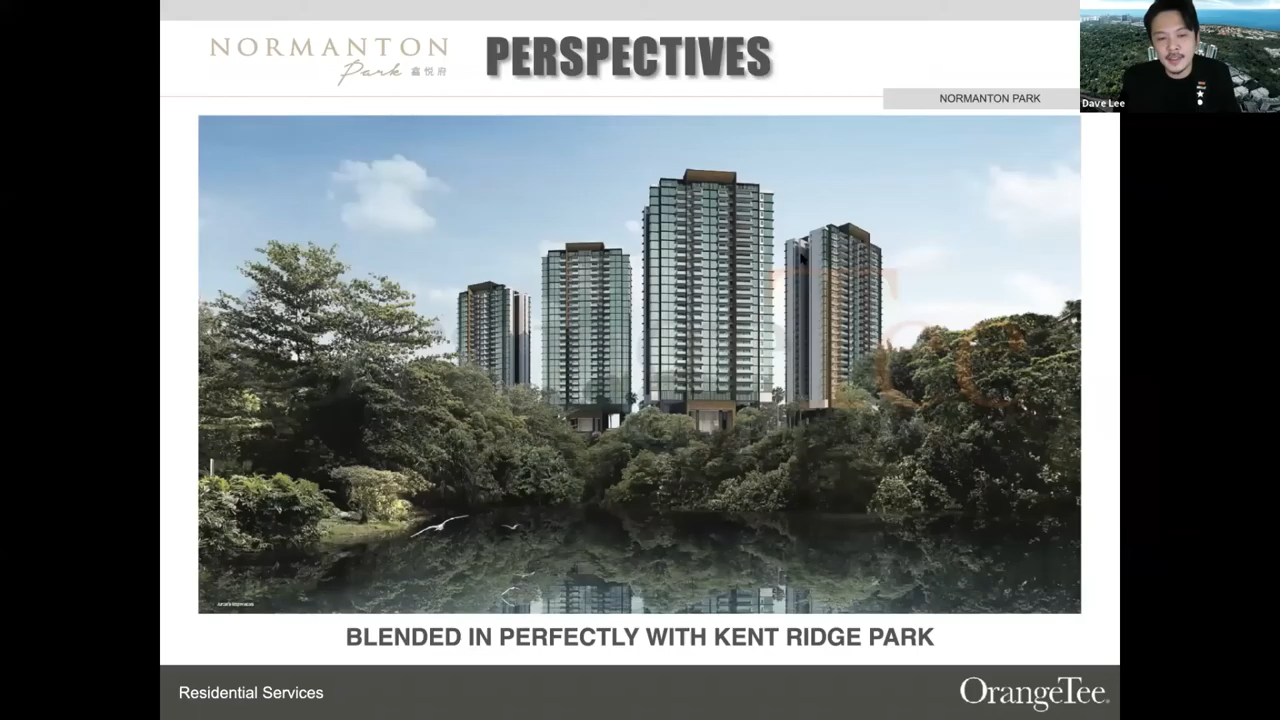 NORMANTON
Park 嘉悦府
PERSPECTIVES
Dave Lee
NORMANTON PARK
BLENDED IN PERFECTLY WITH KENT RIDGE PARK
Residential Services
OrangeTee